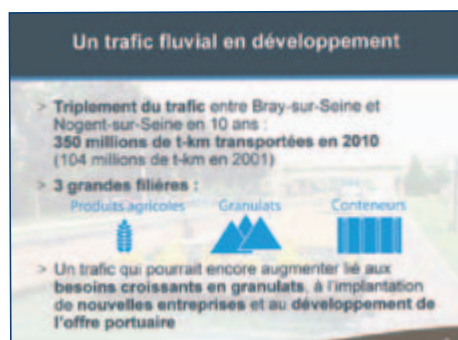 Un trafic fluvial en développement
> Triplement du trafic entre Bray-sur-Seine et
Nogent-sur-Seine en 10 ans :
350 millions de t-km transportées en 2010
(104 millions de t-km en 2001)
> 3 grandes filières :
Produits agricoles Granulats Conteneurs
> Un trafic qui pourrait encore augmenter lié aux
besoins croissants en granulats, à l'implantation
de nouvelles entreprises et au développement de
l'offre portuaire